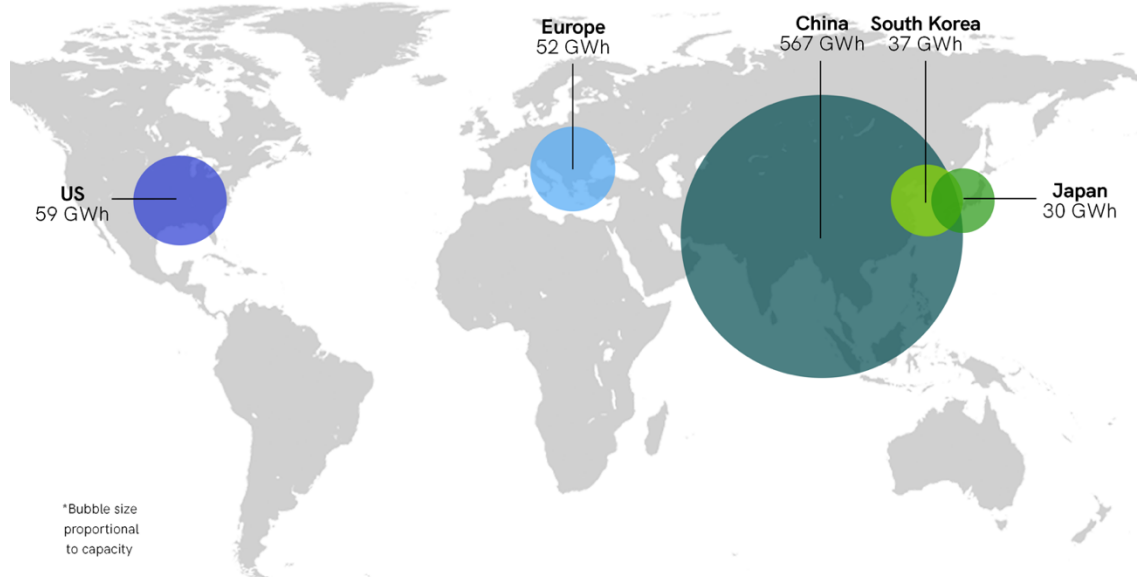 Europe
52 GWh
China
567 GWh
South Korea
37 GWh
US
59 GWh
Japan
30 GWh
*Bubble size
proportional
to capacity